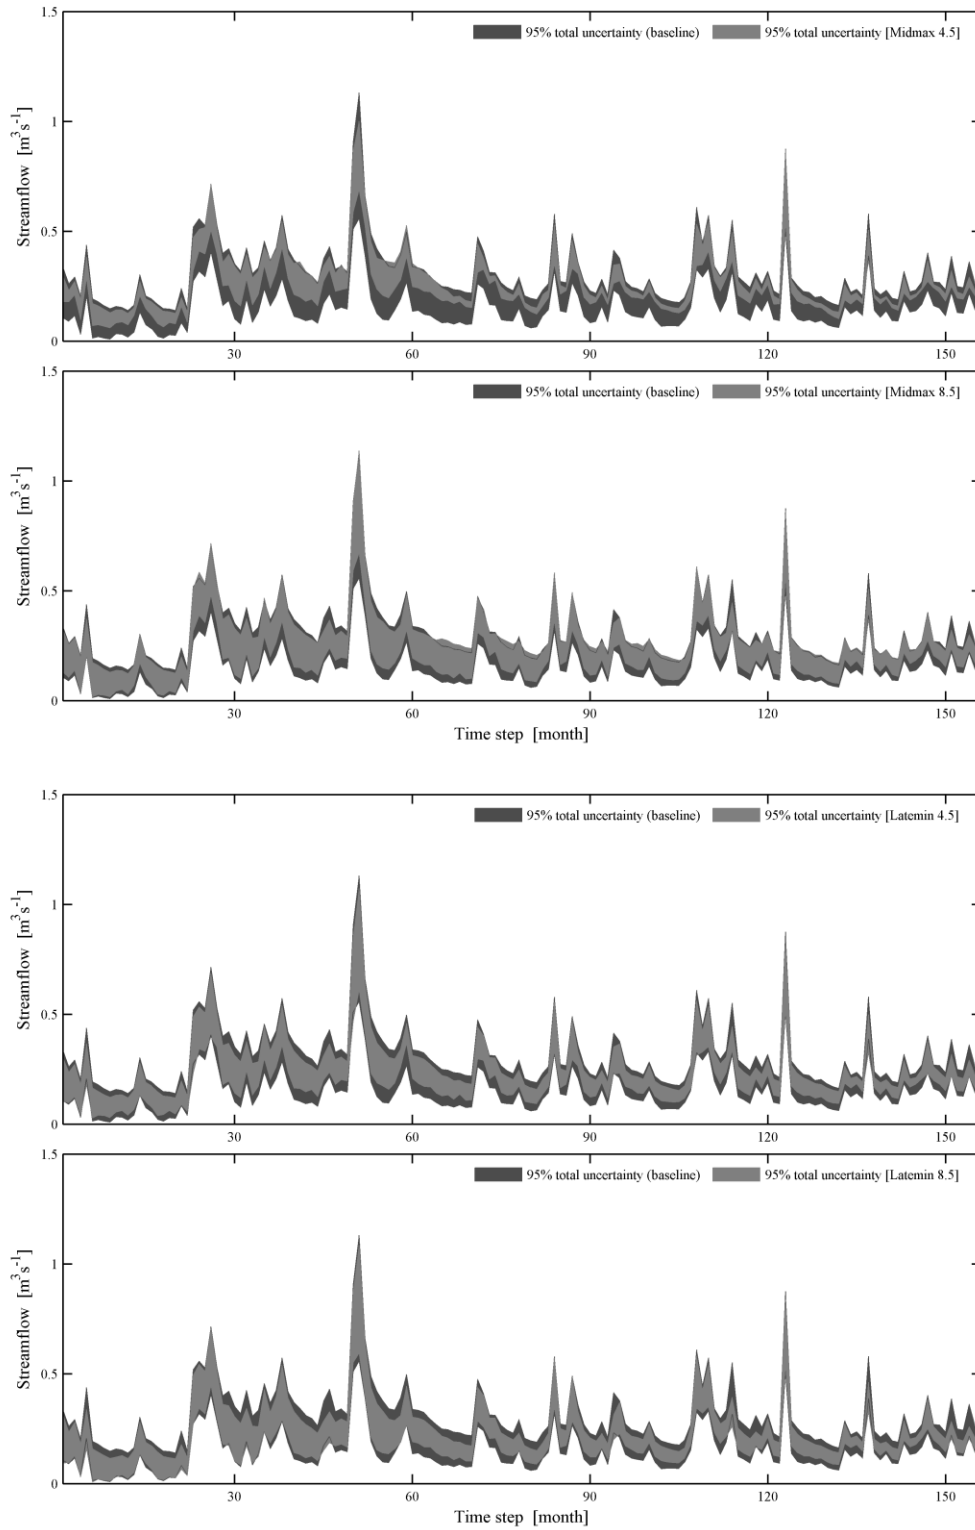 1.5
95% total uncertainty (baseline) 95% total uncertainty [Midmax 4.5]
1
Streamflow [m³s⁻¹]
0.5
0
30 60 90 120 150
1.5
95% total uncertainty (baseline) 95% total uncertainty [Midmax 8.5]
1
Streamflow [m³s⁻¹]
0.5
0
30 60 90 120 150
Time step [month]
1.5
95% total uncertainty (baseline) 95% total uncertainty [Latemin 4.5]
1
Streamflow [m³s⁻¹]
0.5
0
30 60 90 120 150
1.5
95% total uncertainty (baseline) 95% total uncertainty [Latemin 8.5]
1
Streamflow [m³s⁻¹]
0.5
0
30 60 90 120 150
Time step [month]